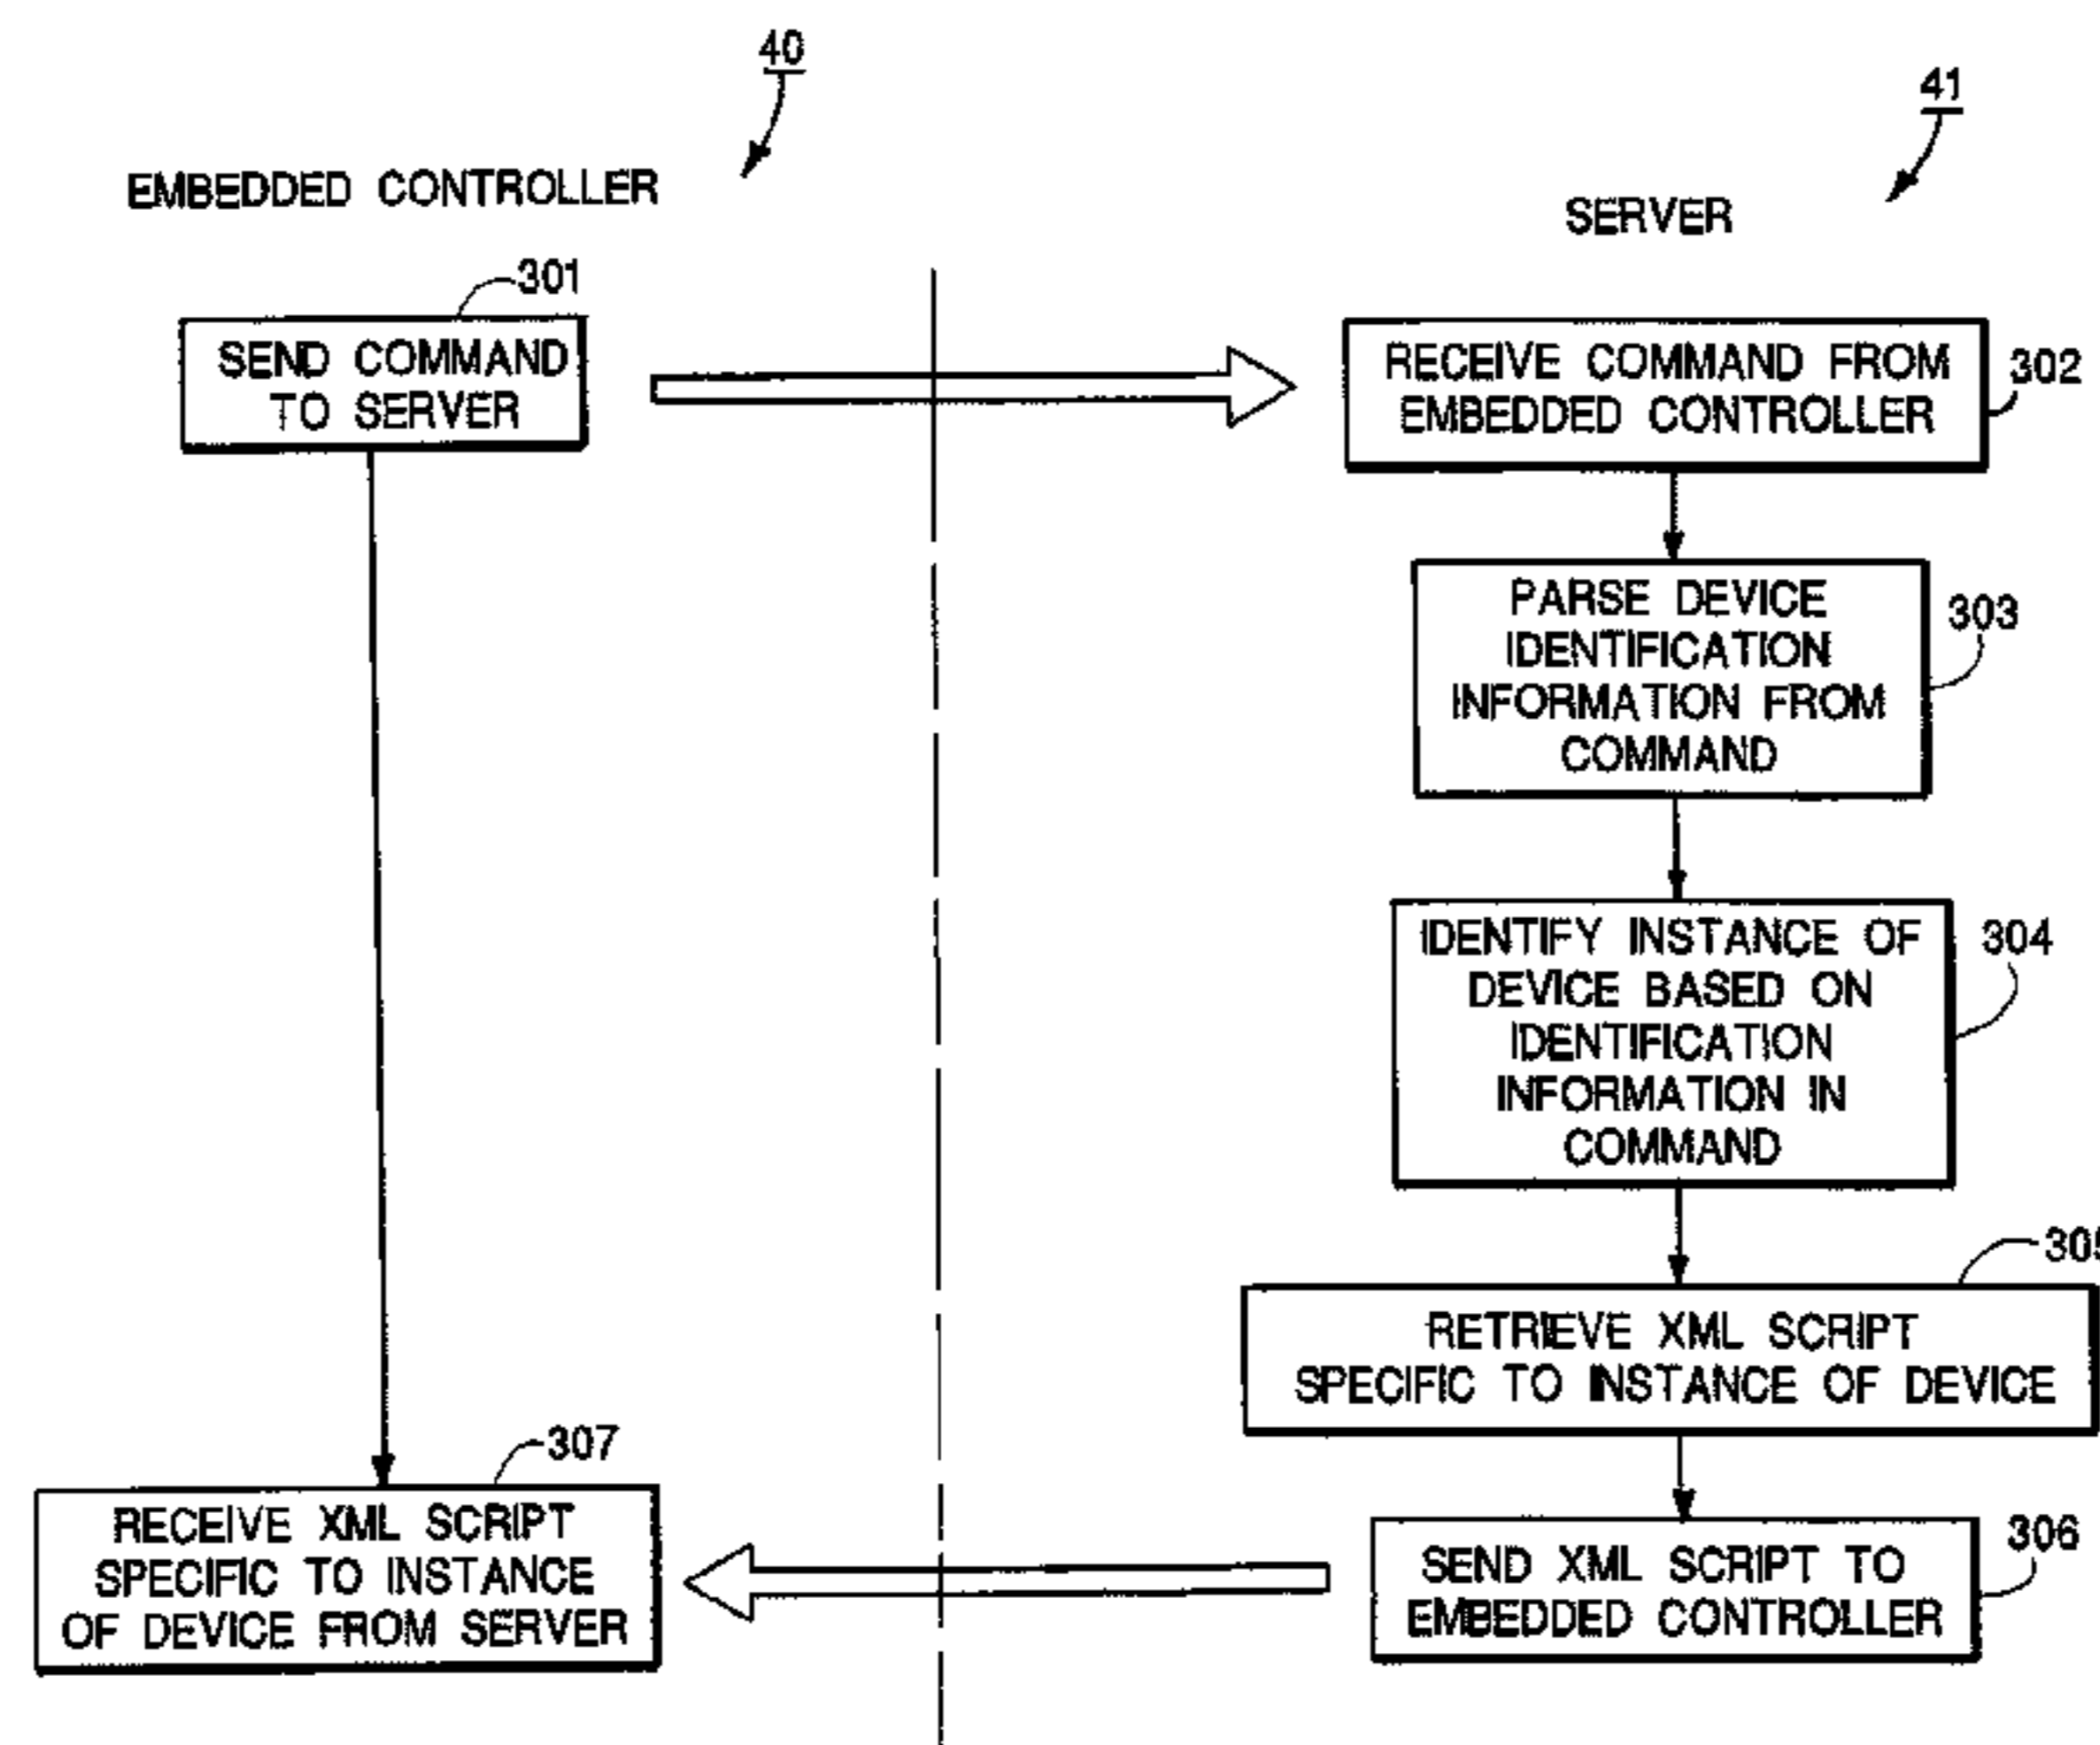 40
41
EMBEDDED CONTROLLER
SERVER
301
SEND COMMAND
TO SERVER
RECEIVE COMMAND FROM
EMBEDDED CONTROLLER
302
PARSE DEVICE
IDENTIFICATION
INFORMATION FROM
COMMAND
303
IDENTIFY INSTANCE OF
DEVICE BASED ON
IDENTIFICATION
INFORMATION IN
COMMAND
304
305
RETRIEVE XML SCRIPT
SPECIFIC TO INSTANCE OF DEVICE
307
RECEIVE XML SCRIPT
SPECIFIC TO INSTANCE
OF DEVICE FROM SERVER
SEND XML SCRIPT TO
EMBEDDED CONTROLLER
306